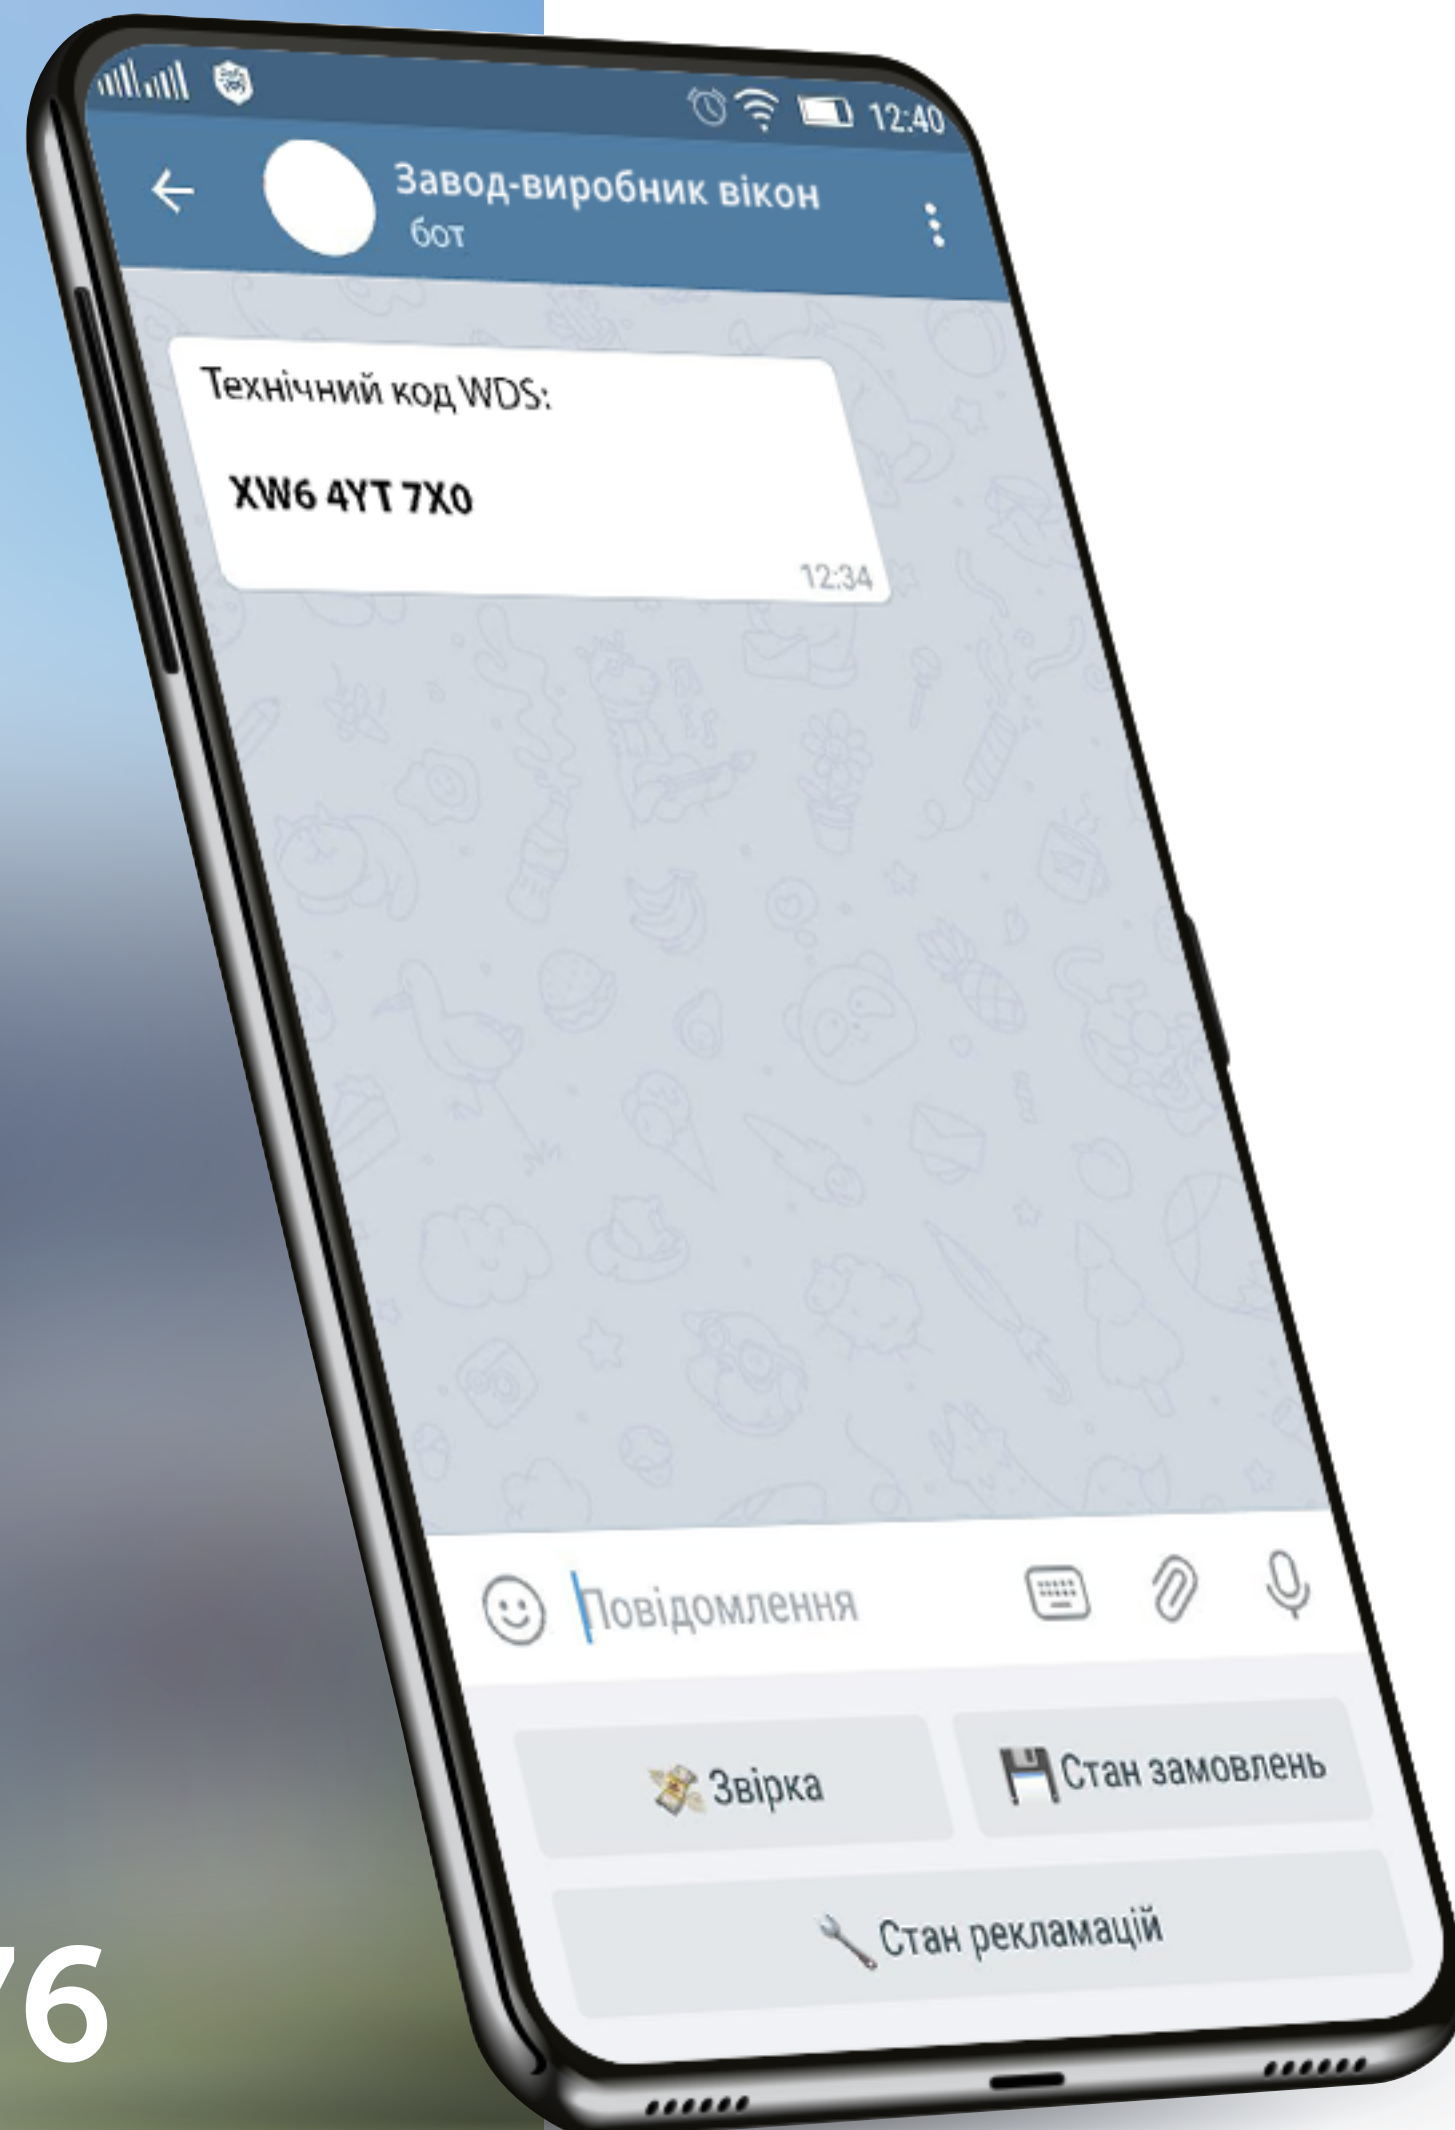 12:40
Завод-виробник вікон
бот
Технічний код WDS:
XW6 4YT 7X0
12:34
Повідомлення
💸 Звірка
💾 Стан замовлень
🔧 Стан рекламацій
76